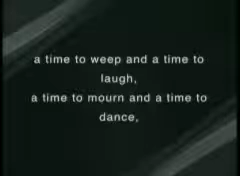 a time to weep and a time to
laugh,
a time to mourn and a time to
dance,